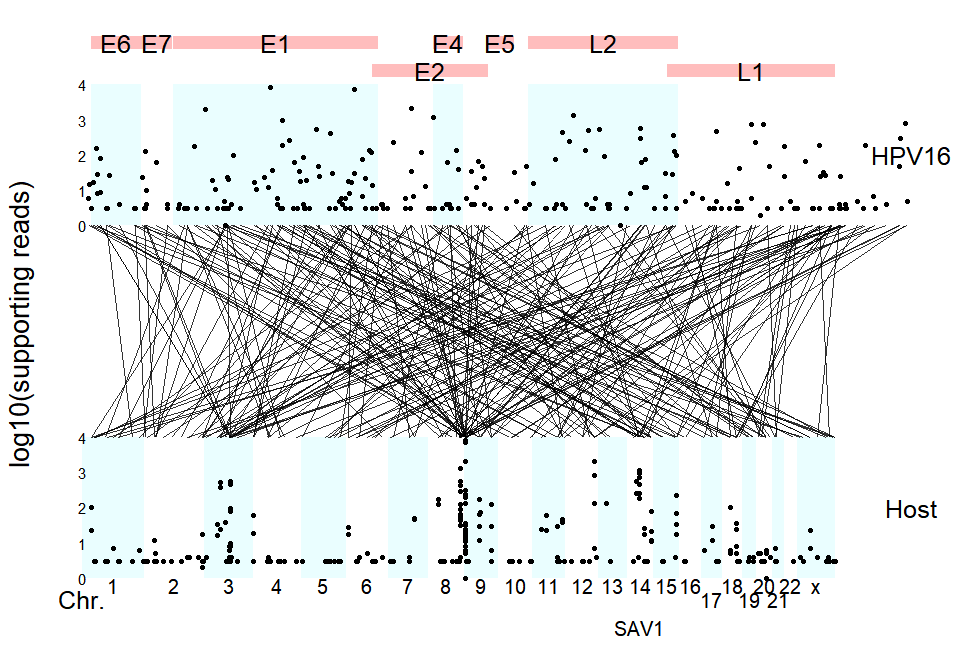 E6 E7 E1 E4 E5 L2
E2 L1
4
3
2
1
0
HPV16
log10(supporting reads)
4
3
2
1
0
Host
1 2 3 4 5 6 7 8 9 10 11 12 13 14 15 16 18 20 22 x
Chr. 17 19 21
SAV1